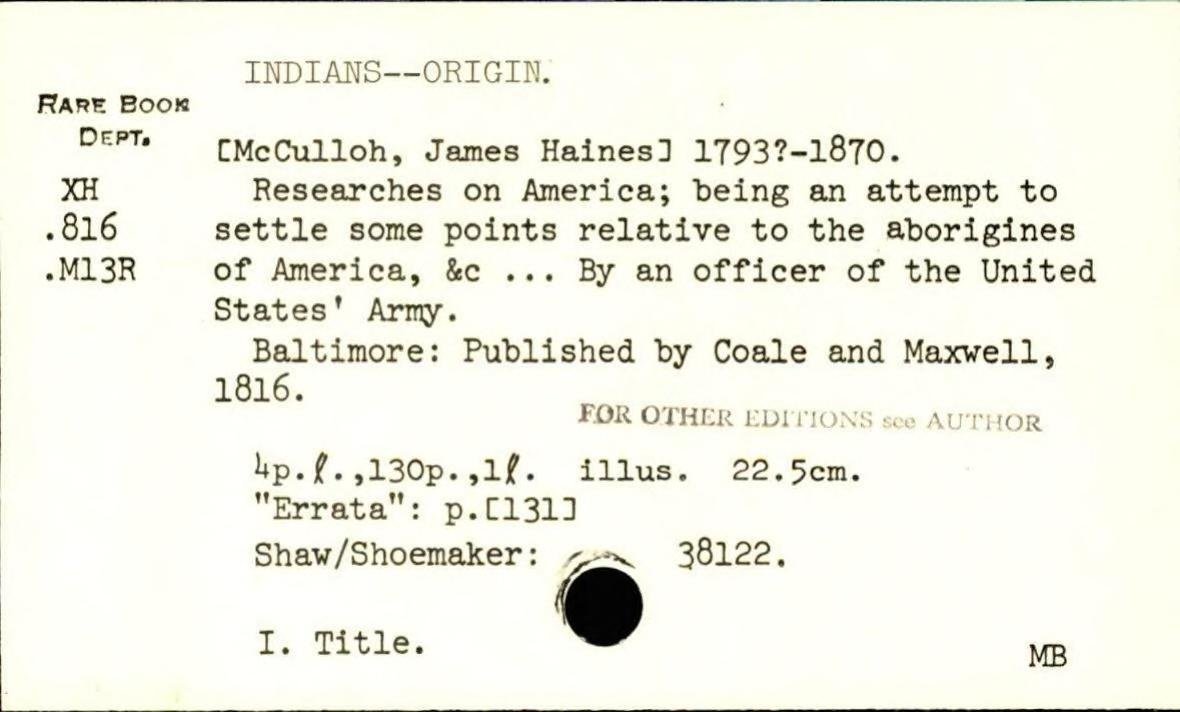 INDIANS--ORIGIN.
RARE BOOK
DEPT.
[McCulloh, James Haines] 1793?-1870.
XH
Researches on America; being an attempt to
.816
settle some points relative to the aborigines
.M13R
of America, &c ... By an officer of the United
States' Army.
Baltimore: Published by Coale and Maxwell,
1816.
FOR OTHER EDITIONS see AUTHOR
4p.ℓ.,130p.,1ℓ. illus. 22.5cm.
"Errata": p.[131]
Shaw/Shoemaker: 38122.
I. Title.
MB